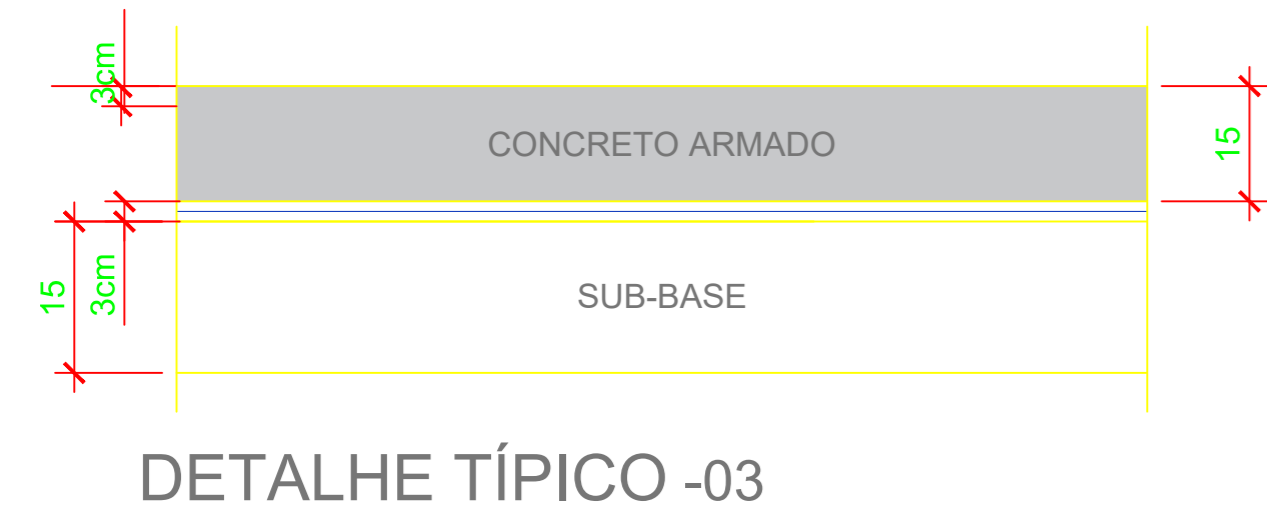 3cm
CONCRETO ARMADO
15
15
3cm
SUB-BASE
DETALHE TÍPICO -03